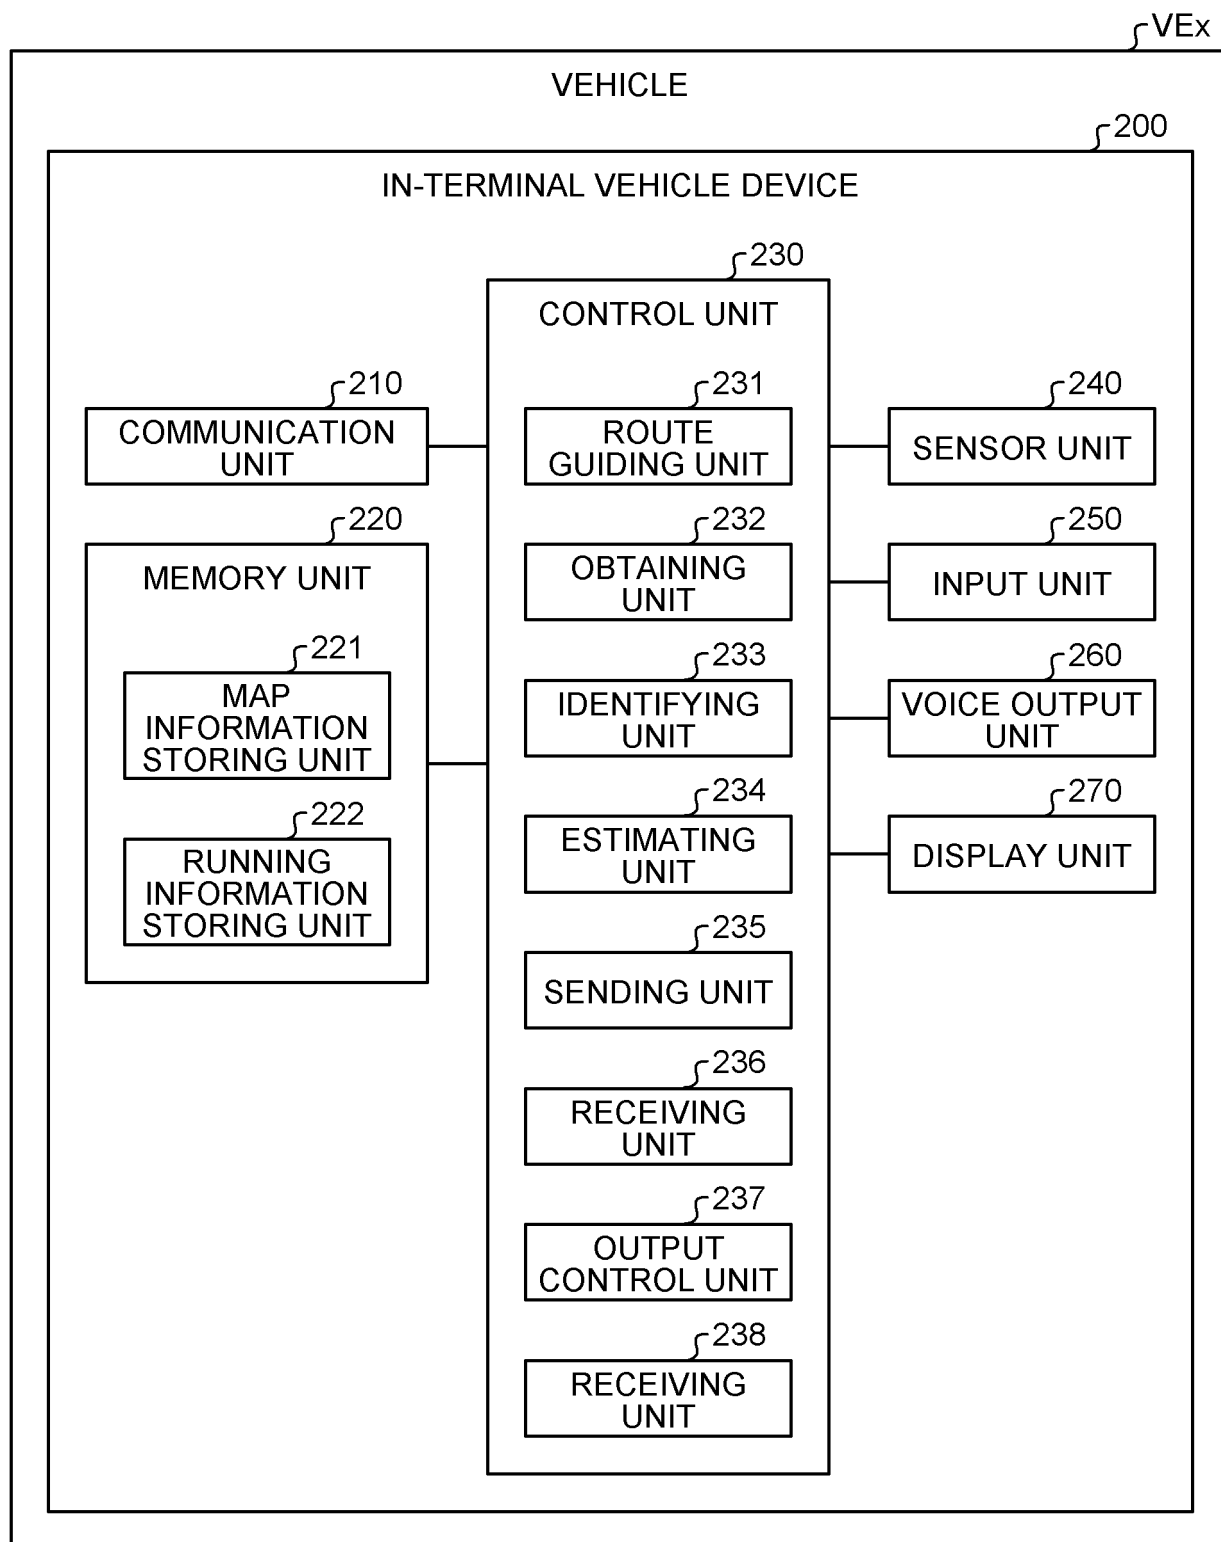 VEx
VEHICLE
200
IN-TERMINAL VEHICLE DEVICE
230
CONTROL UNIT
210
COMMUNICATION
UNIT
220
MEMORY UNIT
221
MAP
INFORMATION
STORING UNIT
222
RUNNING
INFORMATION
STORING UNIT
231
ROUTE
GUIDING UNIT
232
OBTAINING
UNIT
233
IDENTIFYING
UNIT
234
ESTIMATING
UNIT
235
SENDING UNIT
236
RECEIVING
UNIT
237
OUTPUT
CONTROL UNIT
238
RECEIVING
UNIT
240
SENSOR UNIT
250
INPUT UNIT
260
VOICE OUTPUT
UNIT
270
DISPLAY UNIT